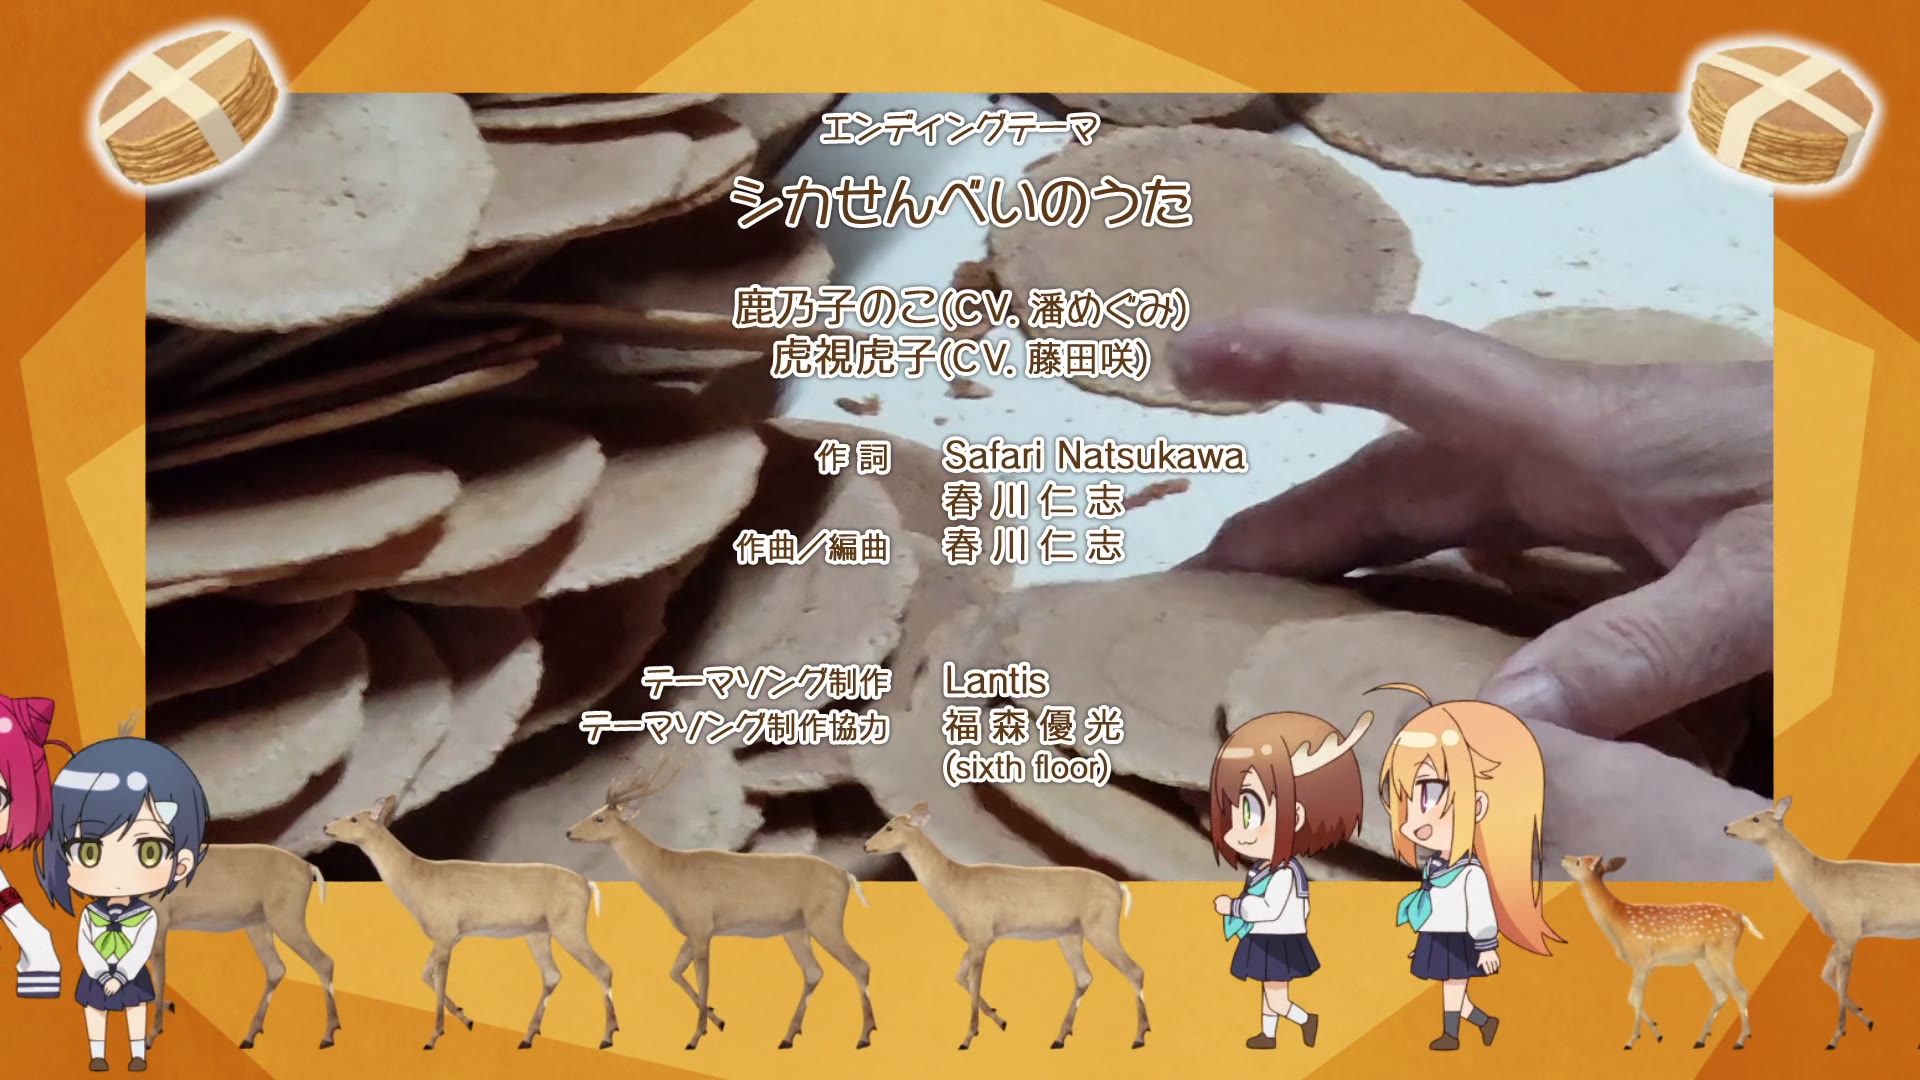 エンディングテーマ
シカせんべいのうた
鹿乃子のこ(CV. 潘めぐみ)
虎視虎子(CV. 藤田咲)
作 詞 Safari Natsukawa
春 川 仁 志
作曲／編曲 春 川 仁 志
テーマソング制作 Lantis
テーマソング制作協力 福 森 優 光
(sixth floor)